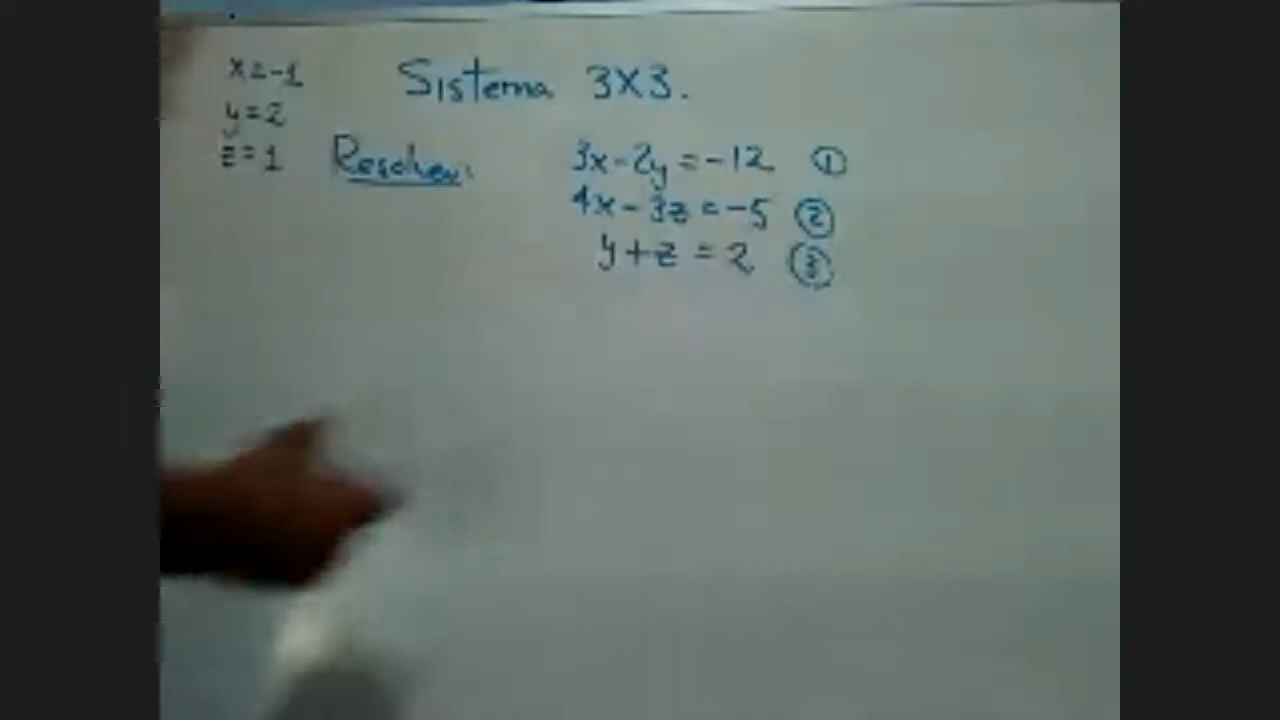 x=-1
y=2
z=1
Sistema 3X3.
Resolver:
3x-2y=-12 ①
4x-3z=-5 ②
y+z=2 ③